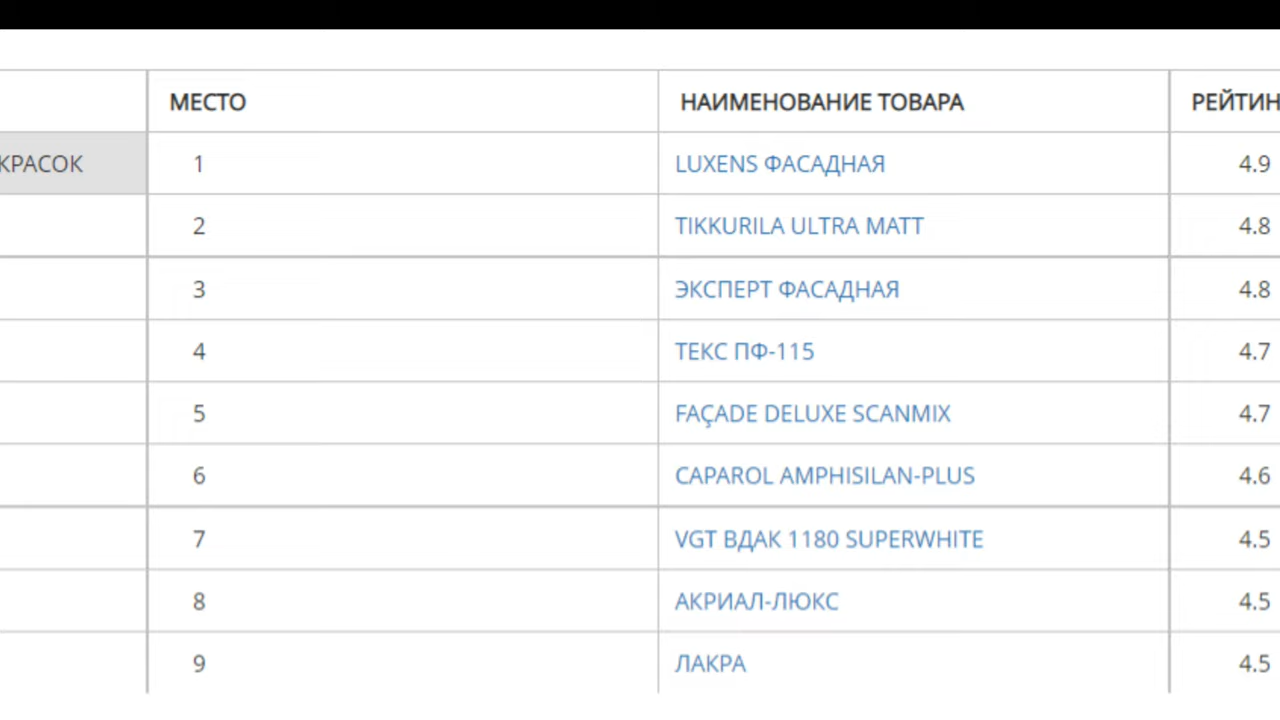 МЕСТО НАИМЕНОВАНИЕ ТОВАРА РЕЙТИН
КРАСОК 1 LUXENS ФАСАДНАЯ 4.9
2 TIKKURILA ULTRA MATT 4.8
3 ЭКСПЕРТ ФАСАДНАЯ 4.8
4 ТЕКС ПФ-115 4.7
5 FAÇADE DELUXE SCANMIX 4.7
6 CAPAROL AMPHISILAN-PLUS 4.6
7 VGT ВДАК 1180 SUPERWHITE 4.5
8 АКРИАЛ-ЛЮКС 4.5
9 ЛАКРА 4.5